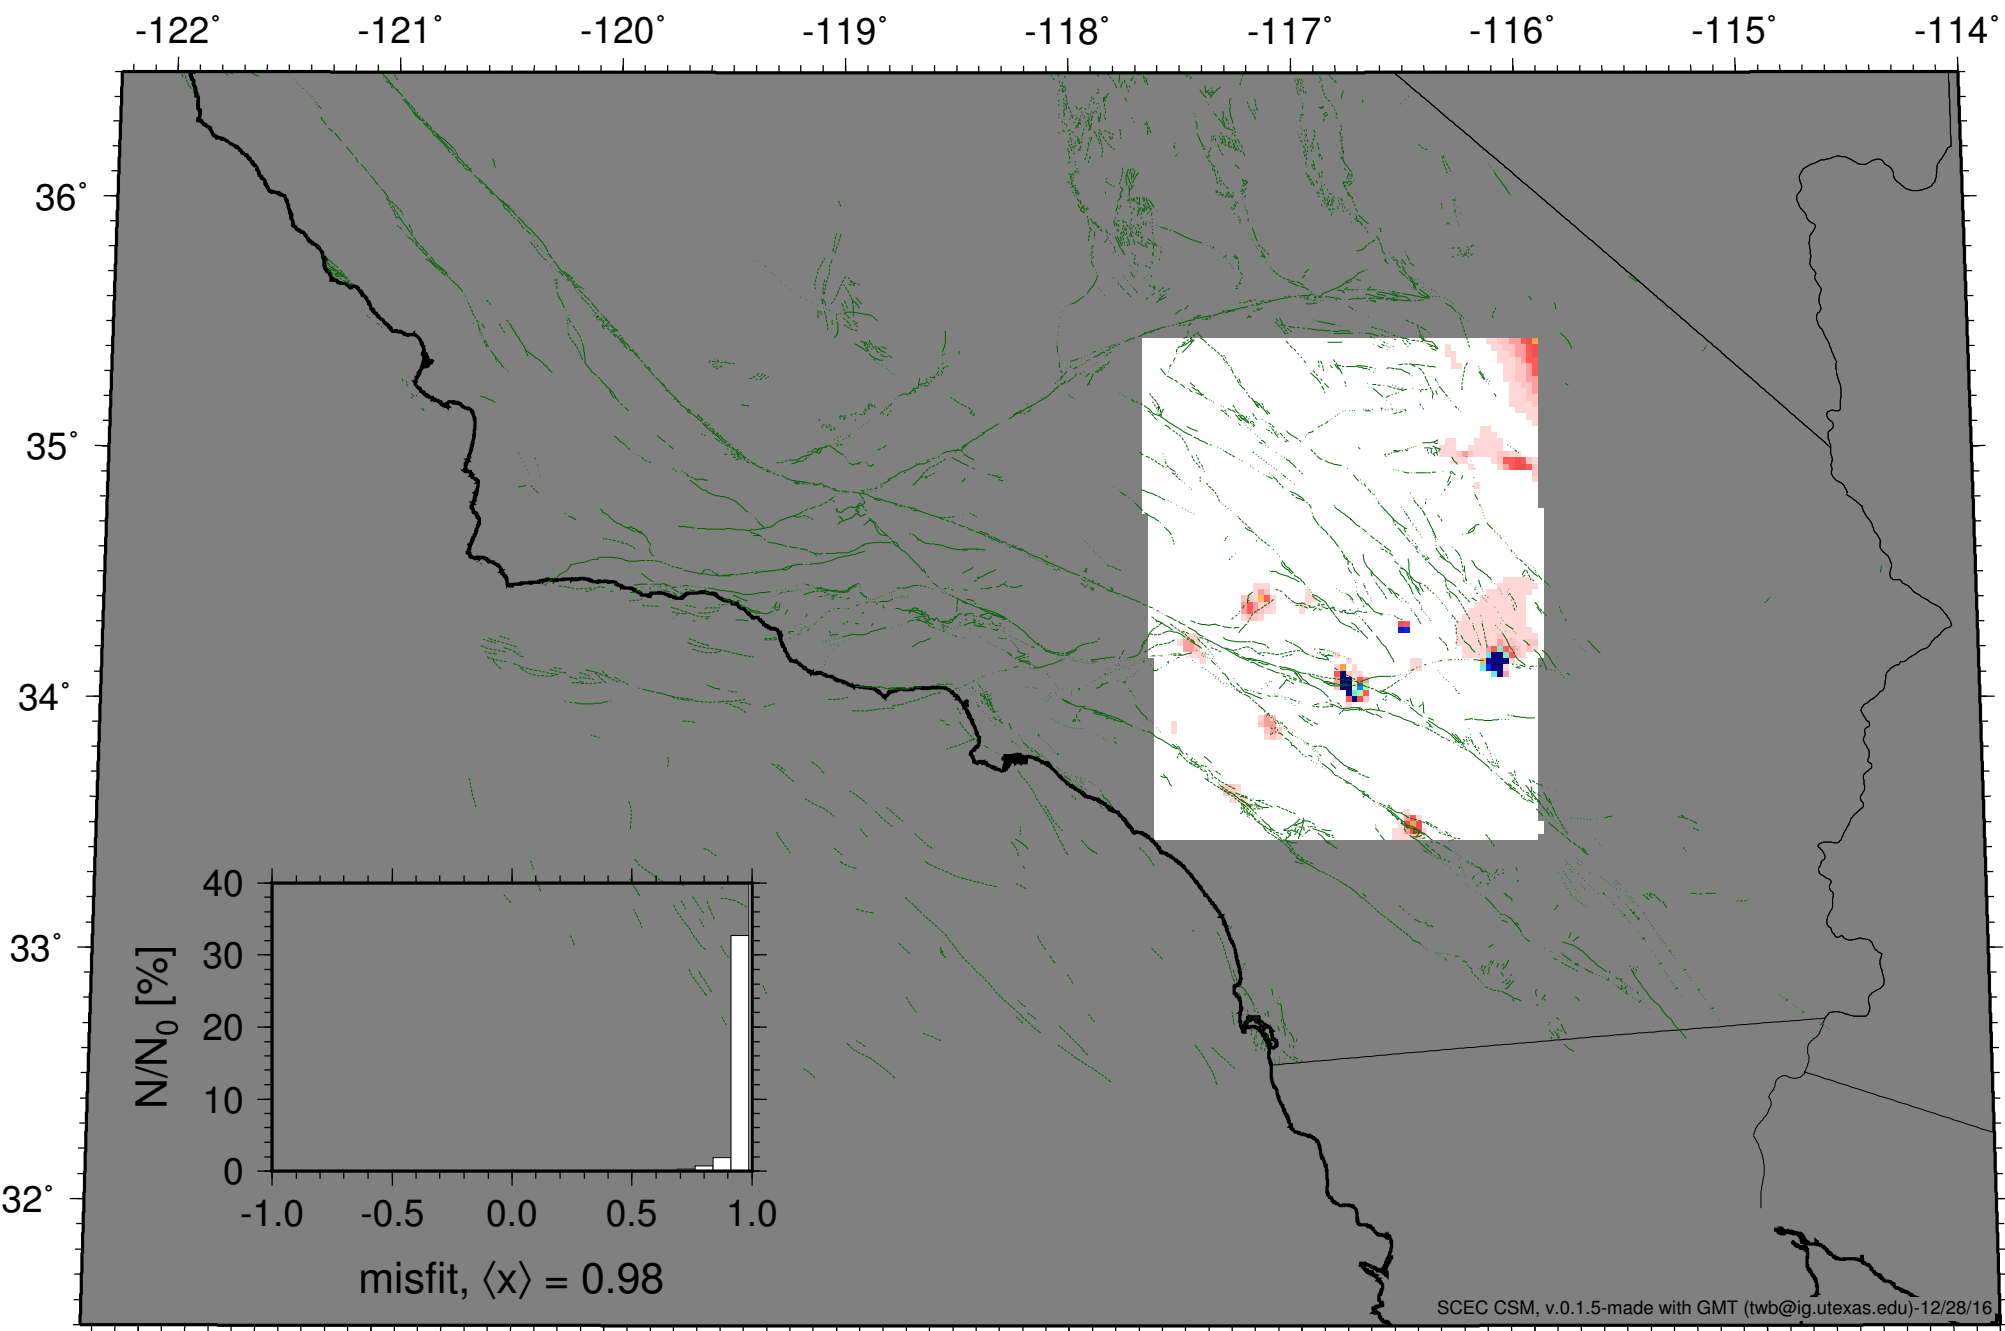 -122˚ -121˚ -120˚ -119˚ -118˚ -117˚ -116˚ -115˚ -114˚
36˚
35˚
34˚
33˚
32˚
40
30
20
10
0
N/N0 [%]
-1.0 -0.5 0.0 0.5 1.0
misfit, ⟨x⟩ = 0.98
SCEC CSM, v.0.1.5-made with GMT (twb@ig.utexas.edu)-12/28/16